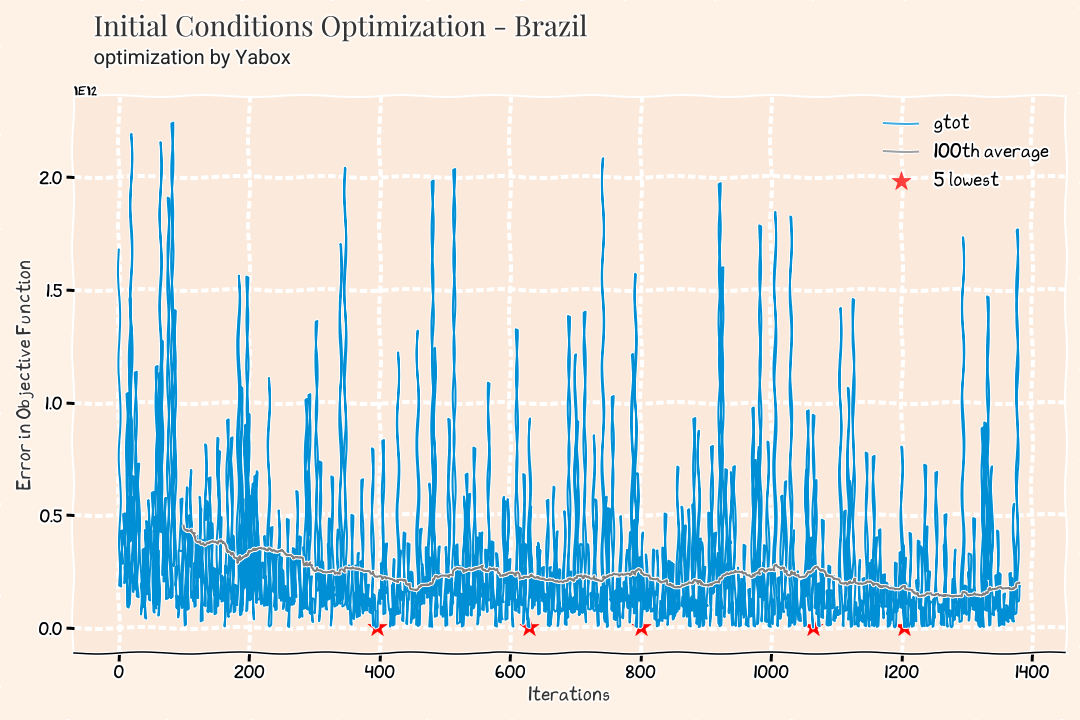 Initial Conditions Optimization - Brazil
optimization by Yabox
1E12
gtot
100th average
5 lowest
2.0
1.5
1.0
0.5
0.0
Error in Objective Function
0 200 400 600 800 1000 1200 1400
Iterations